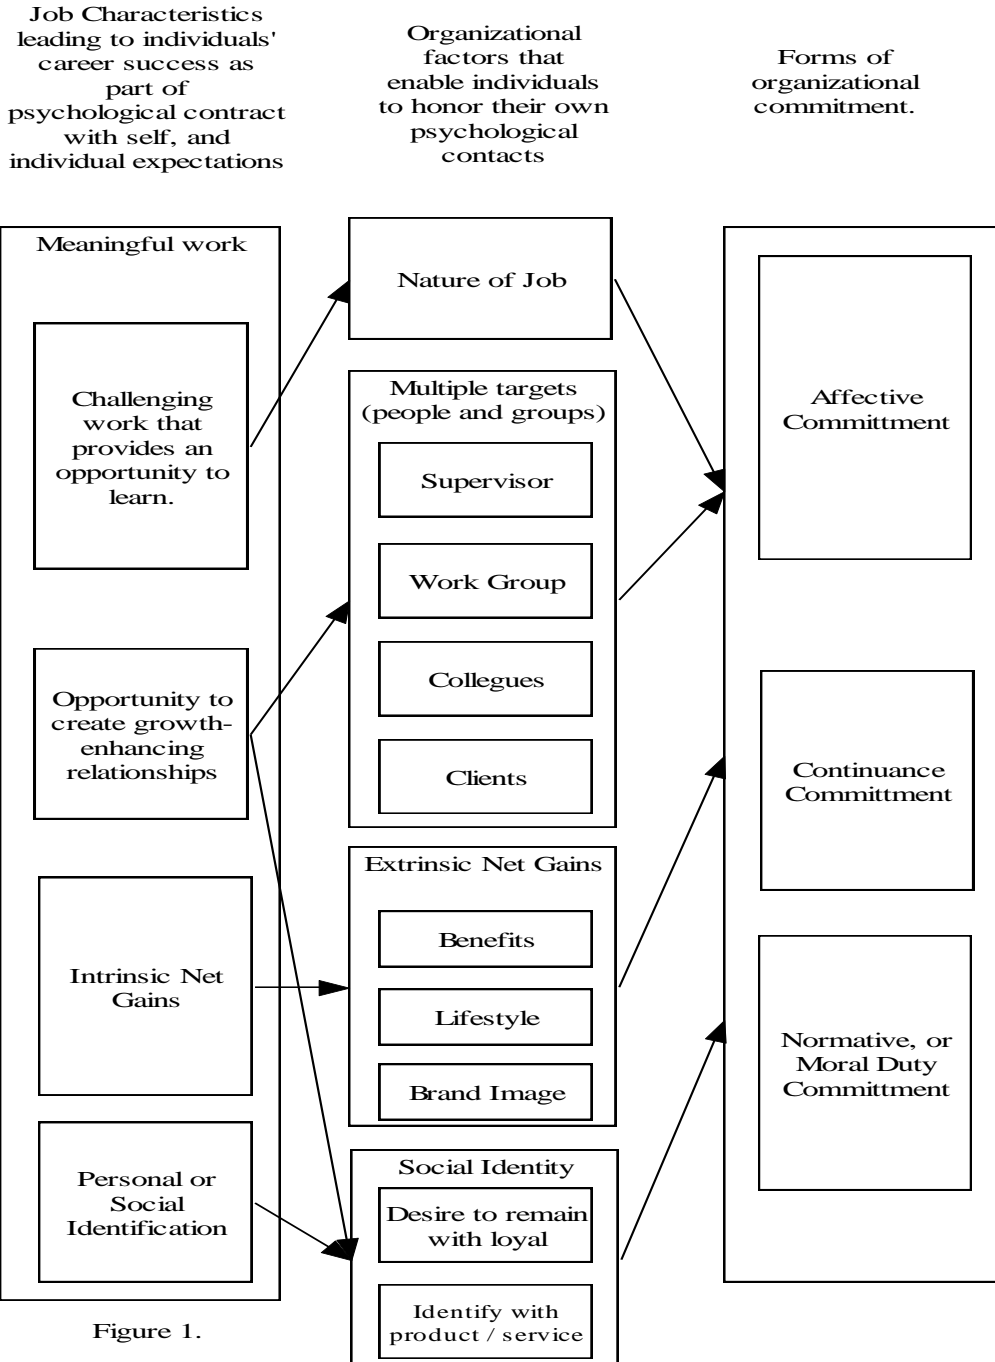 Job Characteristics
leading to individuals'
career success as
part of
psychological contract
with self, and
individual expectations
Organizational
factors that
enable individuals
to honor their own
psychological
contacts
Forms of
organizational
commitment.
Meaningful work
Challenging
work that
provides an
opportunity to
learn.
Opportunity to
create growth-
enhancing
relationships
Intrinsic Net
Gains
Personal or
Social
Identification
Figure 1.
Nature of Job
Multiple targets
(people and groups)
Supervisor
Work Group
Collegues
Clients
Extrinsic Net Gains
Benefits
Lifestyle
Brand Image
Social Identity
Desire to remain
with loyal
Identify with
product / service
Affective
Committment
Continuance
Committment
Normative, or
Moral Duty
Committment